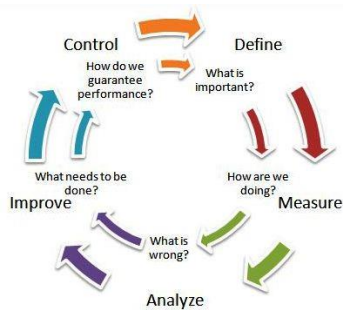 Control
Define
How do we
guarantee
performance?
What is
important?
How are we
doing?
Measure
What is
wrong?
Analyze
What needs to be
done?
Improve